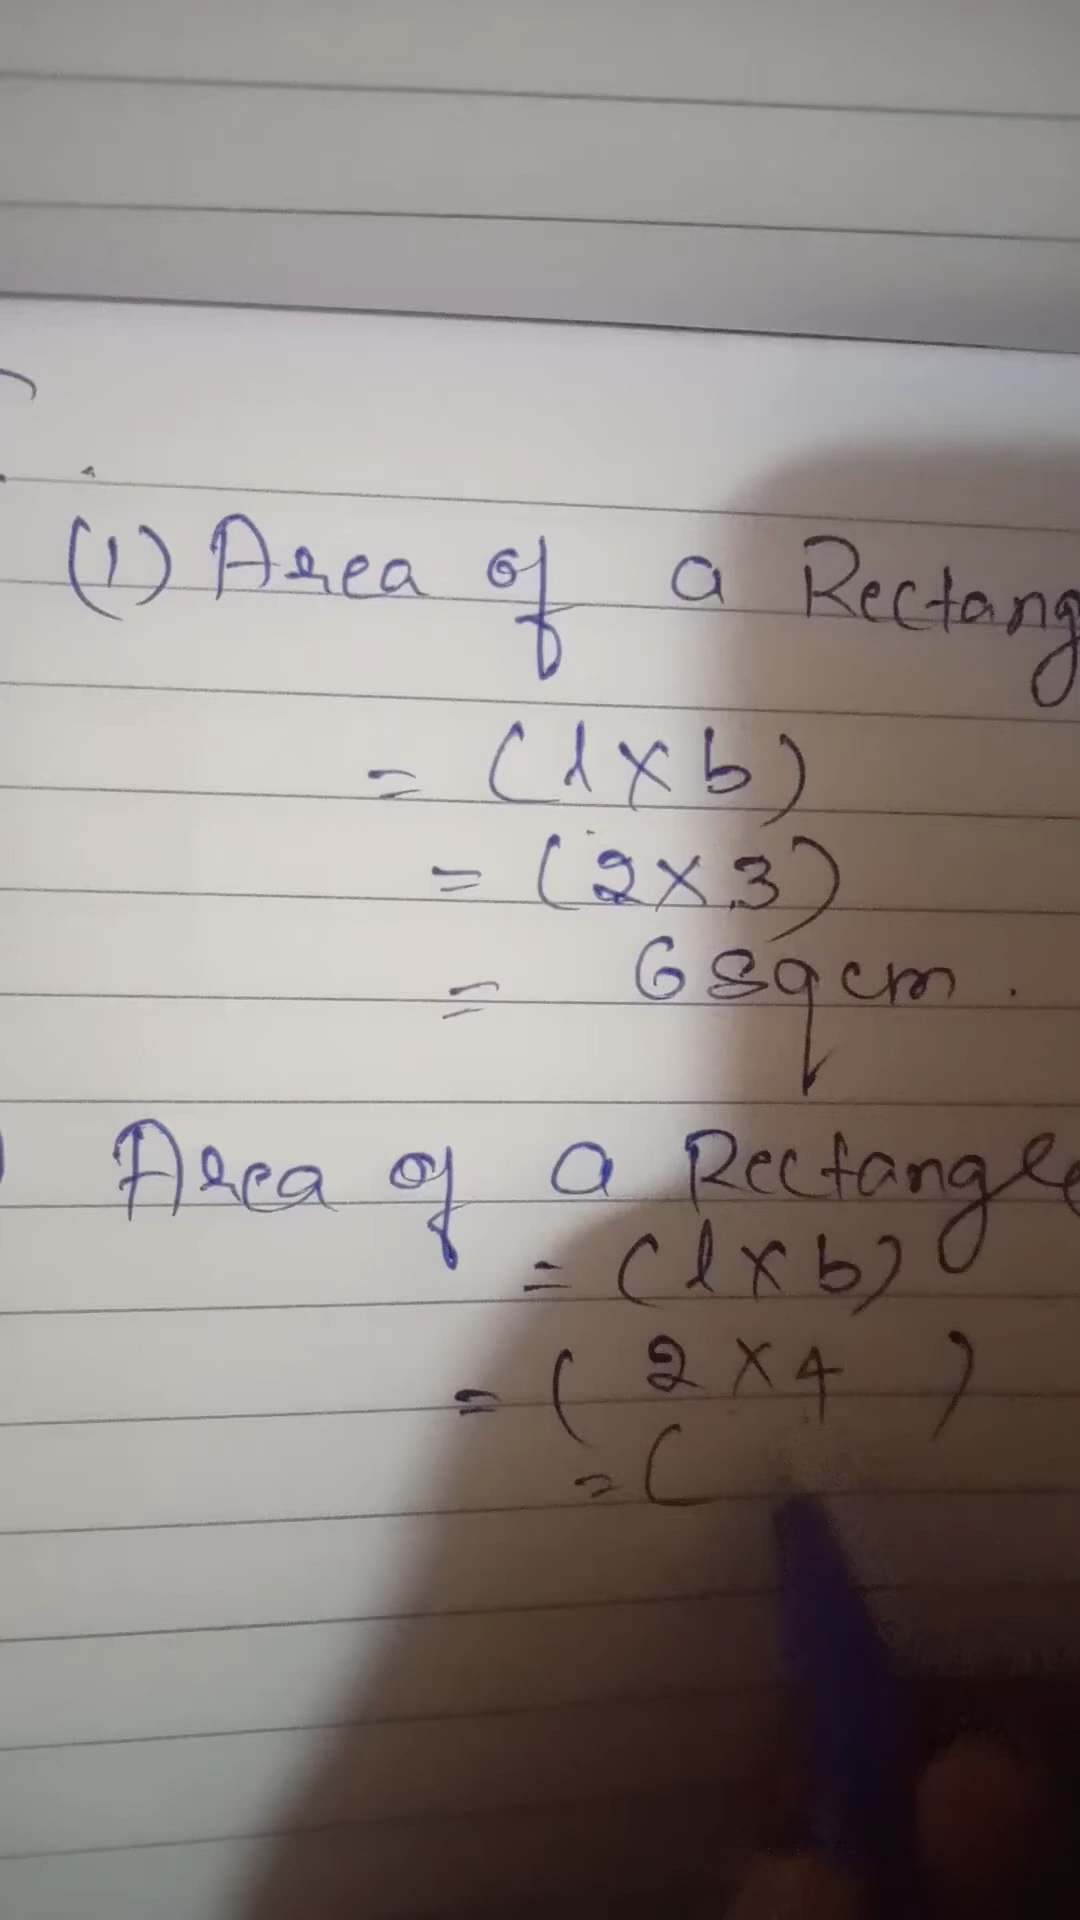 (1) Area of a Rectang
= (l×b)
= (2×3)
= 6 sq cm.
) Area of a Rectangle
= (l×b)
= ( 2×4 )
= (